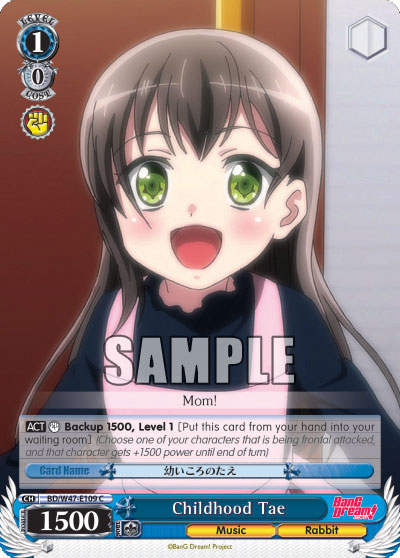 LEVEL
1
0
COST
SAMPLE
Mom!
ACT Backup 1500, Level 1 [Put this card from your hand into your
waiting room] (Choose one of your characters that is being frontal attacked,
and that character gets +1500 power until end of turn)
Card Name 幼いころのたえ
CH BD/W47-E109 C
POWER 1500
Childhood Tae
BanG Dream!
Music Rabbit
©BanG Dream! Project